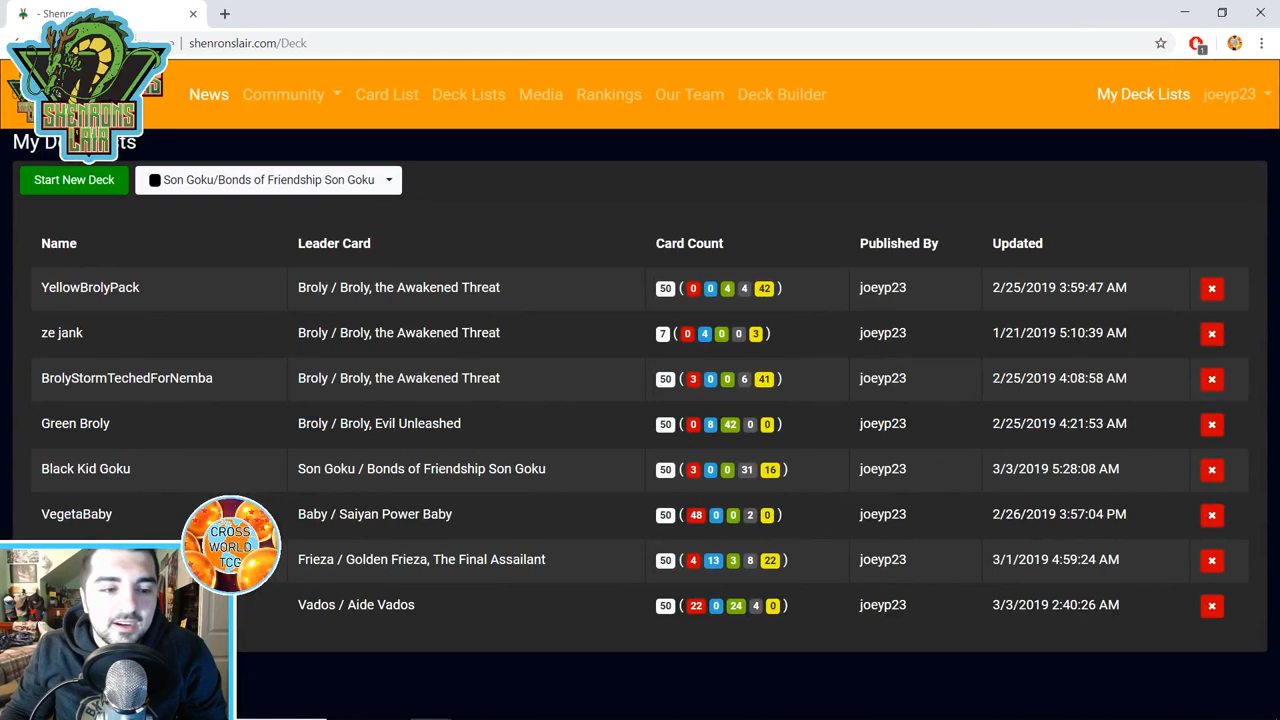 - Shenr
shenronslair.com/Deck
1
SHENRONS
LAIR
News Community Card List Deck Lists Media Rankings Our Team Deck Builder My Deck Lists joeyp23
My D sts
Start New Deck Son Goku/Bonds of Friendship Son Goku
Name Leader Card Card Count Published By Updated
YellowBrolyPack Broly / Broly, the Awakened Threat 50 ( 0 0 4 4 42 ) joeyp23 2/25/2019 3:59:47 AM
ze jank Broly / Broly, the Awakened Threat 7 ( 0 4 0 0 3 ) joeyp23 1/21/2019 5:10:39 AM
BrolyStormTechedForNemba Broly / Broly, the Awakened Threat 50 ( 3 0 0 6 41 ) joeyp23 2/25/2019 4:08:58 AM
Green Broly Broly / Broly, Evil Unleashed 50 ( 0 8 42 0 0 ) joeyp23 2/25/2019 4:21:53 AM
Black Kid Goku Son Goku / Bonds of Friendship Son Goku 50 ( 3 0 0 31 16 ) joeyp23 3/3/2019 5:28:08 AM
VegetaBaby Baby / Saiyan Power Baby 50 ( 48 0 0 2 0 ) joeyp23 2/26/2019 3:57:04 PM
Frieza / Golden Frieza, The Final Assailant 50 ( 4 13 3 8 22 ) joeyp23 3/1/2019 4:59:24 AM
Vados / Aide Vados 50 ( 22 0 24 4 0 ) joeyp23 3/3/2019 2:40:26 AM
CROSS
WORLD
TCG